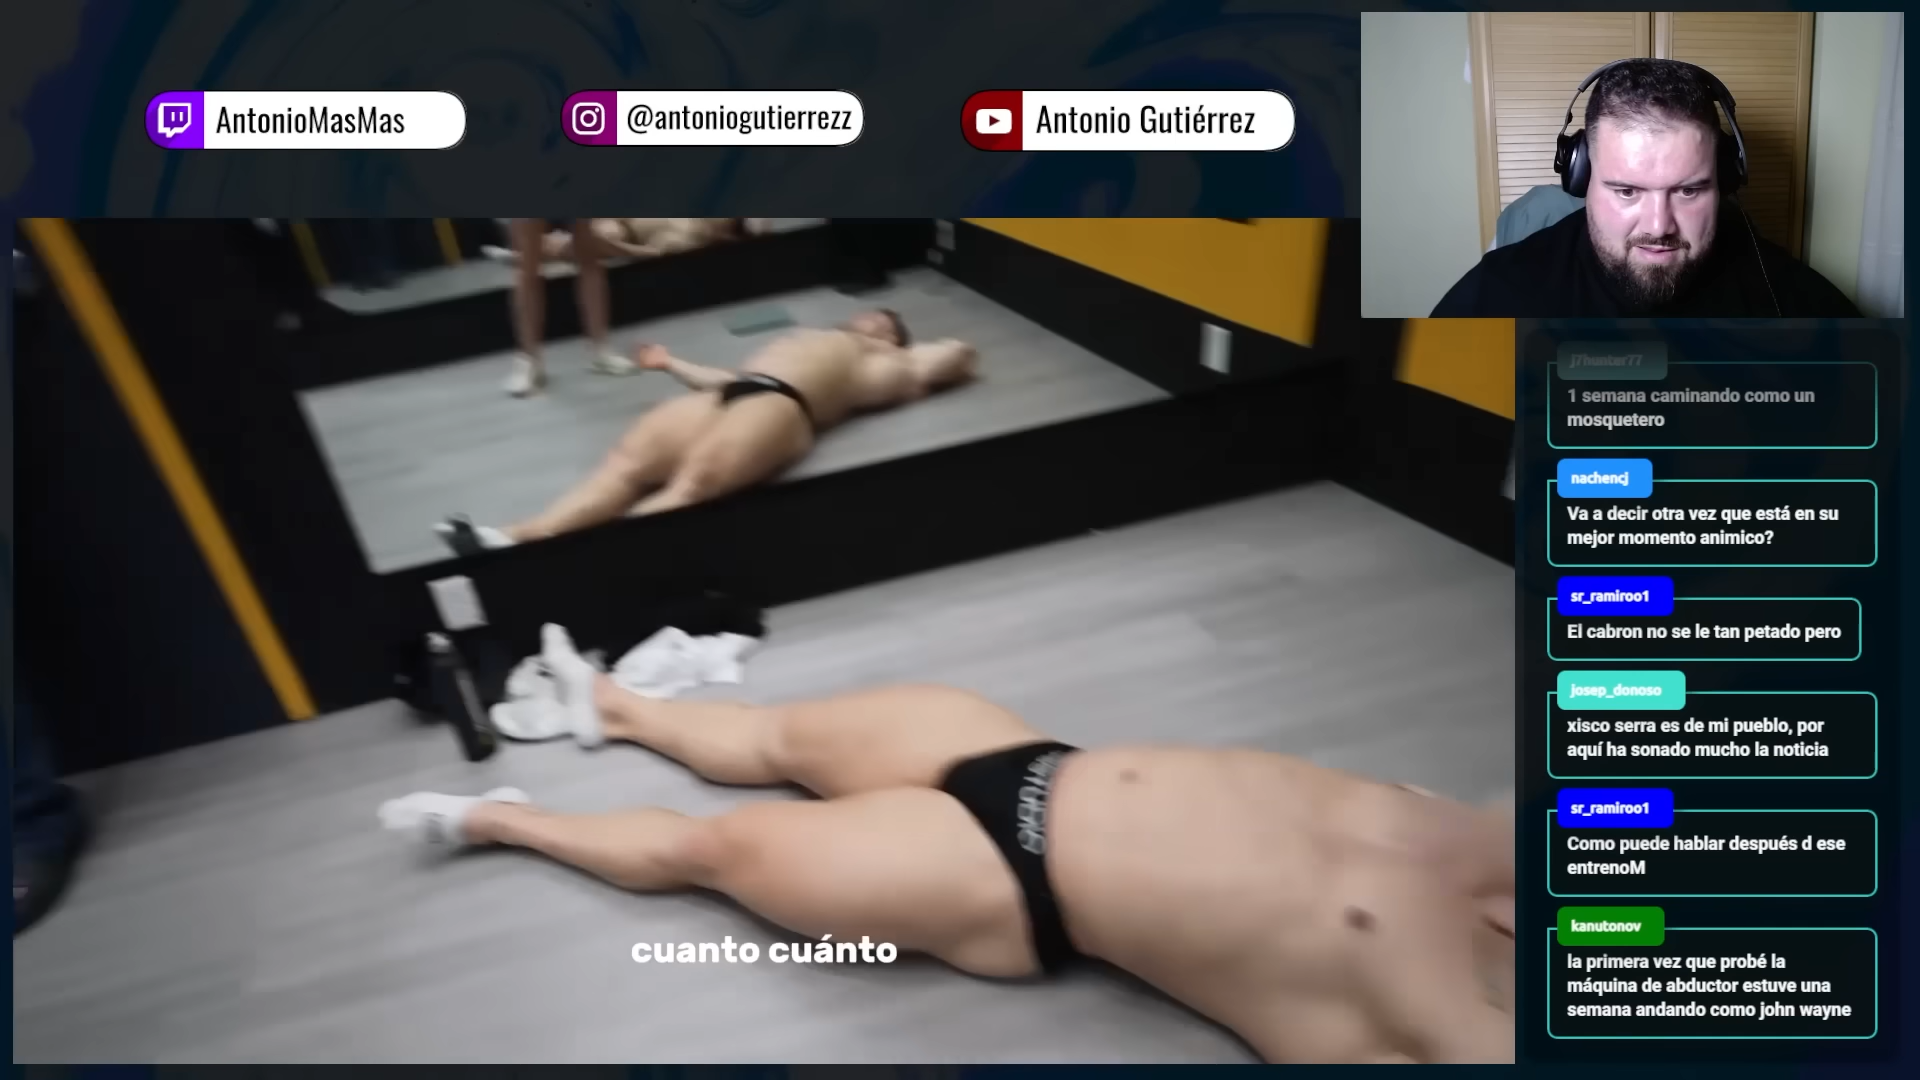 AntonioMasMas
@antoniogutierrezz
Antonio Gutiérrez
j7hunter77
1 semana caminando como un
mosquetero
nachencj
Va a decir otra vez que está en su
mejor momento animico?
sr_ramiroo1
El cabron no se le tan petado pero
josep_donoso
xisco serra es de mi pueblo, por
aquí ha sonado mucho la noticia
sr_ramiroo1
Como puede hablar después d ese
entrenoM
kanutonov
la primera vez que probé la
máquina de abductor estuve una
semana andando como john wayne
cuanto cuánto